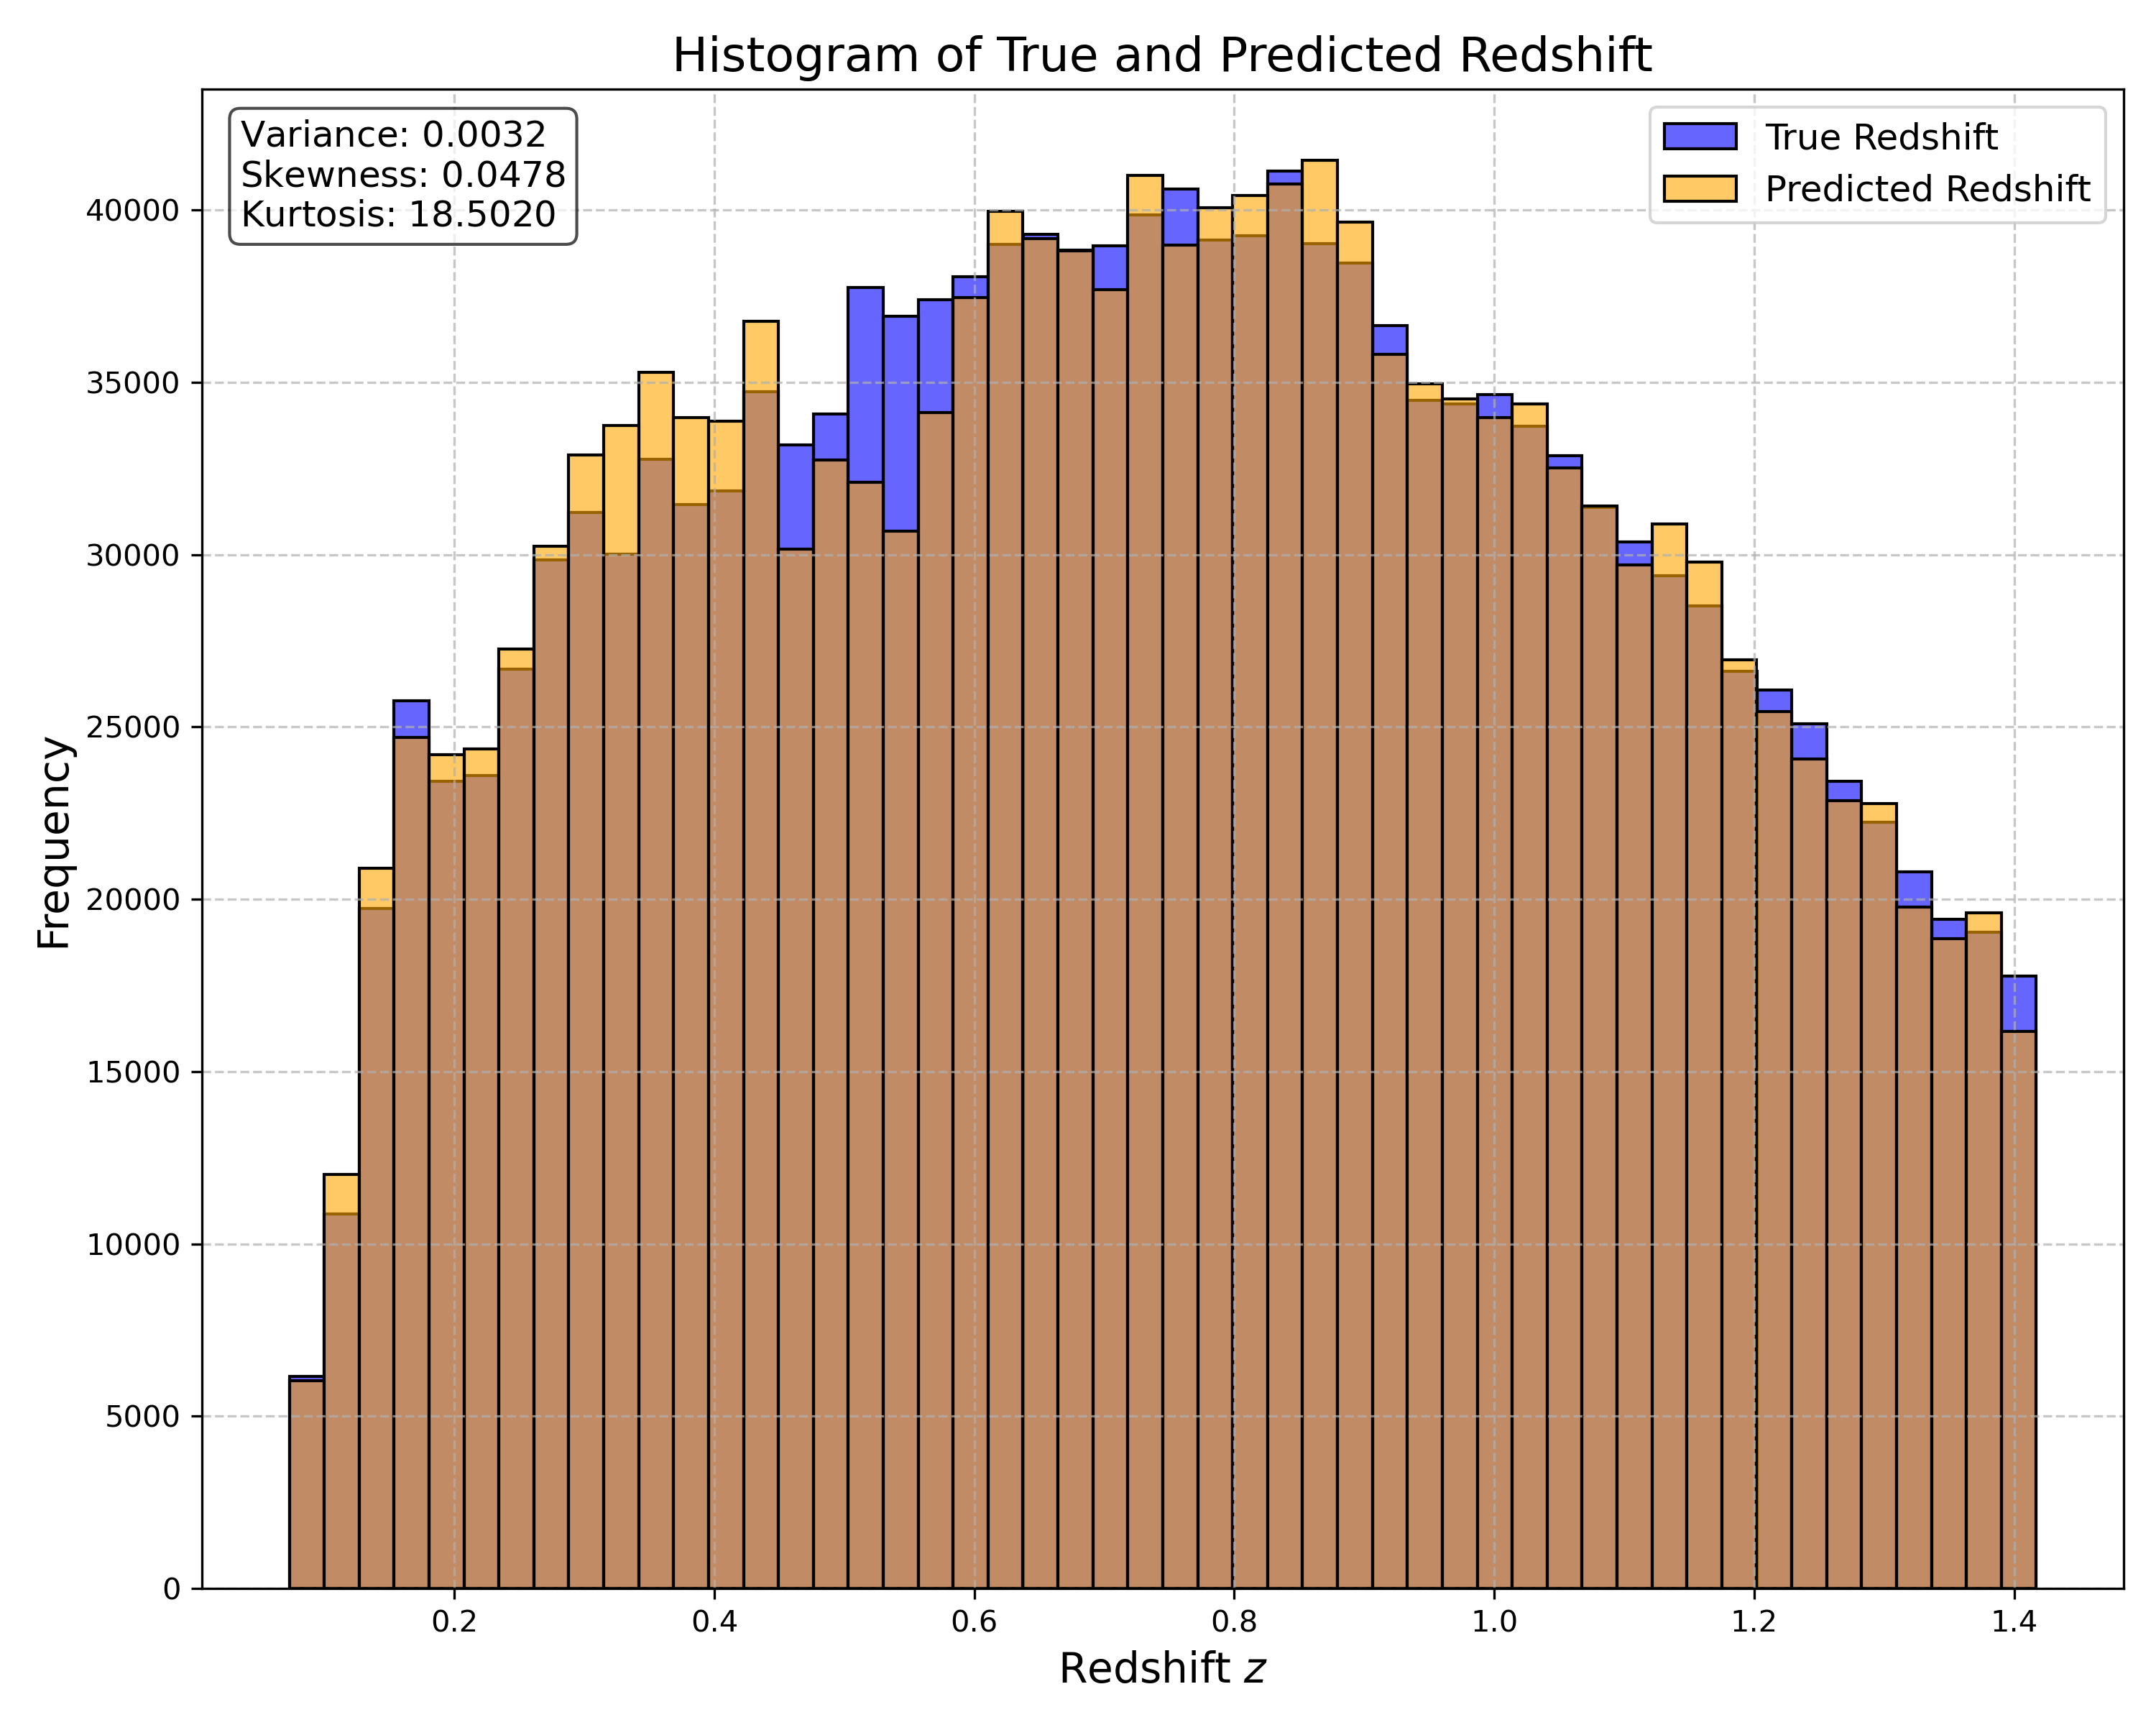 Histogram of True and Predicted Redshift
Variance: 0.0032
Skewness: 0.0478
Kurtosis: 18.5020
True Redshift
Predicted Redshift
Frequency
40000
35000
30000
25000
20000
15000
10000
5000
0
0.2 0.4 0.6 0.8 1.0 1.2 1.4
Redshift z